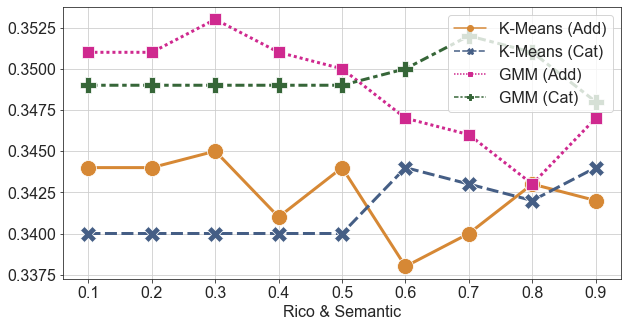 0.3525
0.3500
0.3475
0.3450
0.3425
0.3400
0.3375
K-Means (Add)
K-Means (Cat)
GMM (Add)
GMM (Cat)
0.1 0.2 0.3 0.4 0.5 0.6 0.7 0.8 0.9
Rico & Semantic